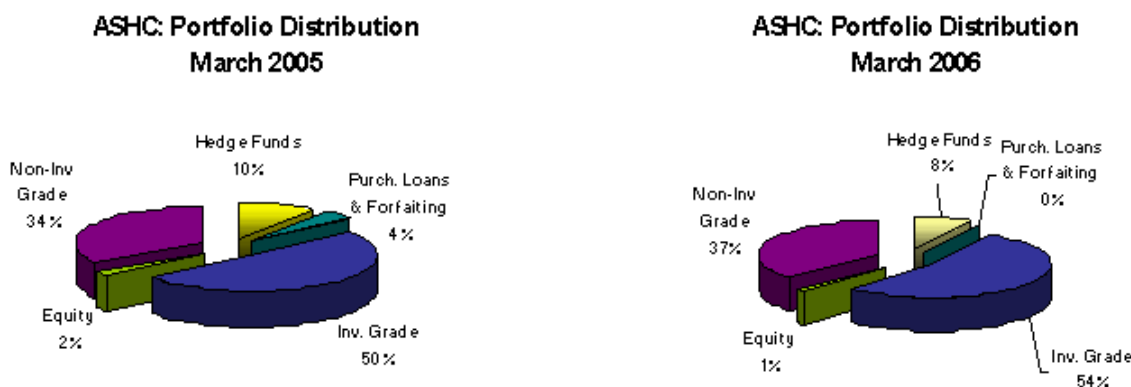 ASHC: Portfolio Distribution
March 2005
Hedge Funds
10%
Non-Inv
Grade
34%
Purch. Loans
& Forfaiting
4%
Equity
2%
Inv. Grade
50%
ASHC: Portfolio Distribution
March 2006
Hedge Funds
8%
Purch. Loans
& Forfaiting
0%
Non-Inv
Grade
37%
Equity
1%
Inv. Grade
54%